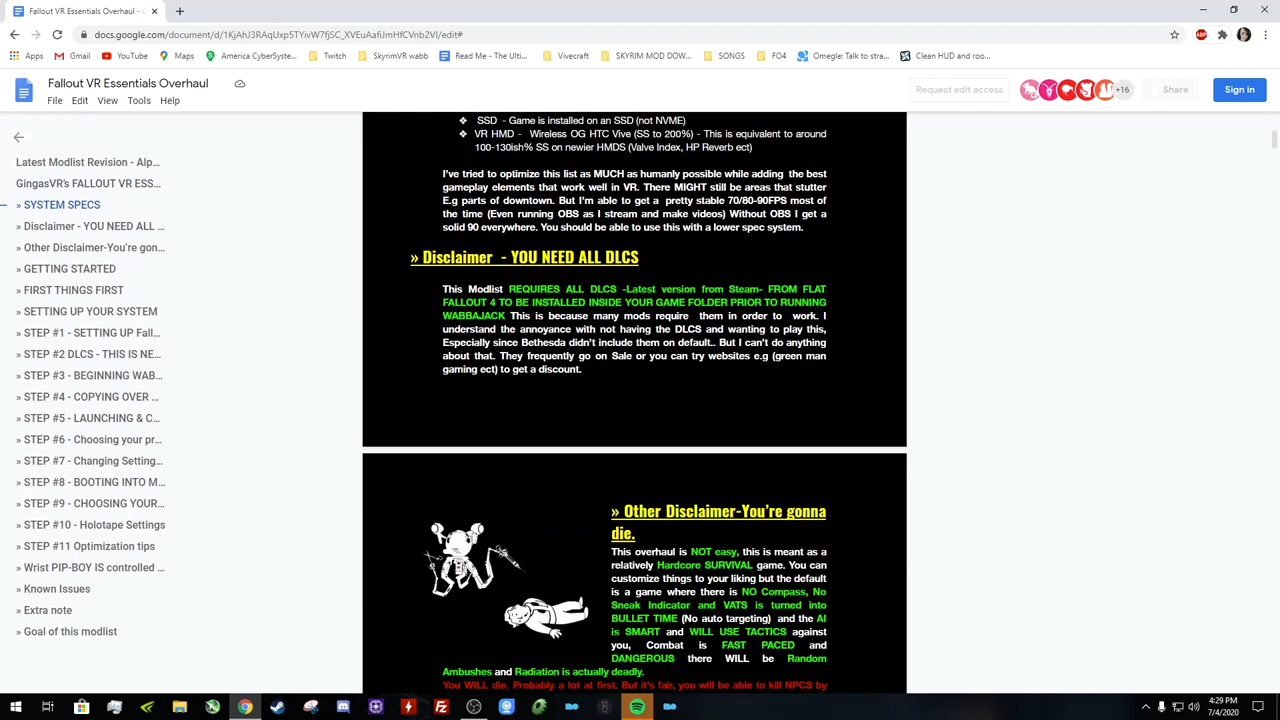 Fallout VR Essentials Overhaul -
docs.google.com/document/d/1KjAhJ3RAqUxp5TYivW7fjSC_XVEuAafiJmHfCVnb2VI/edit#
Apps Gmail YouTube Maps America CyberSyste... Twitch SkyrimVR wabb Read Me - The Ulti... Vivecraft SKYRIM MOD DOW... SONGS FO4 Omegle: Talk to stra... Clean HUD and roo...
Fallout VR Essentials Overhaul
File Edit View Tools Help
Request edit access
+16
Share
Sign in
Latest Modlist Revision - Alp...
GingasVR's FALLOUT VR ESS...
» SYSTEM SPECS
» Disclaimer - YOU NEED ALL ...
» Other Disclaimer-You're gon...
» GETTING STARTED
» FIRST THINGS FIRST
» SETTING UP YOUR SYSTEM
» STEP #1 - SETTING UP Fall...
» STEP #2 DLCS - THIS IS NE...
» STEP #3 - BEGINNING WAB...
» STEP #4 - COPYING OVER ...
» STEP #5 - LAUNCHING & C...
» STEP #6 - Choosing your pr...
» STEP #7 - Changing Setting...
» STEP #8 - BOOTING INTO M...
» STEP #9 - CHOOSING YOUR...
» STEP #10 - Holotape Settings
» STEP #11 Optimization tips
» Wrist PIP-BOY IS controlled ...
» Known Issues
» Extra note
» Goal of this modlist
❖ SSD - Game is installed on an SSD (not NVME)
❖ VR HMD - Wireless OG HTC Vive (SS to 200%) - This is equivalent to around
100-130ish% SS on newier HMDS (Valve Index, HP Reverb ect)
I've tried to optimize this list as MUCH as humanly possible while adding the best
gameplay elements that work well in VR. There MIGHT still be areas that stutter
E.g parts of downtown. But I'm able to get a pretty stable 70/80-90FPS most of
the time (Even running OBS as I stream and make videos) Without OBS I get a
solid 90 everywhere. You should be able to use this with a lower spec system.
» Disclaimer - YOU NEED ALL DLCS
This Modlist REQUIRES ALL DLCS -Latest version from Steam- FROM FLAT
FALLOUT 4 TO BE INSTALLED INSIDE YOUR GAME FOLDER PRIOR TO RUNNING
WABBAJACK This is because many mods require them in order to work. I
understand the annoyance with not having the DLCS and wanting to play this,
Especially since Bethesda didn't include them on default.. But I can't do anything
about that. They frequently go on Sale or you can try websites e.g (green man
gaming ect) to get a discount.
» Other Disclaimer-You're gonna
die.
This overhaul is NOT easy, this is meant as a
relatively Hardcore SURVIVAL game. You can
customize things to your liking but the default
is a game where there is NO Compass, No
Sneak Indicator and VATS is turned into
BULLET TIME (No auto targeting) and the AI
is SMART and WILL USE TACTICS against
you, Combat is FAST PACED and
DANGEROUS there WILL be Random
Ambushes and Radiation is actually deadly.
You WILL die. Probably a lot at first. But it's fair, you will be able to kill NPCS by
4:29 PM
7/4/2020